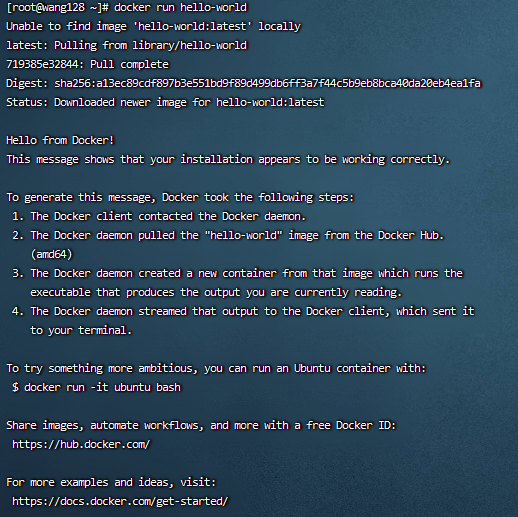 [root@wang128 ~]# docker run hello-world
Unable to find image 'hello-world:latest' locally
latest: Pulling from library/hello-world
719385e32844: Pull complete
Digest: sha256:a13ec89cdf897b3e551bd9f89d499db6ff3a7f44c5b9eb8bca40da20eb4ea1fa
Status: Downloaded newer image for hello-world:latest
Hello from Docker!
This message shows that your installation appears to be working correctly.
To generate this message, Docker took the following steps:
1. The Docker client contacted the Docker daemon.
2. The Docker daemon pulled the "hello-world" image from the Docker Hub.
(amd64)
3. The Docker daemon created a new container from that image which runs the
executable that produces the output you are currently reading.
4. The Docker daemon streamed that output to the Docker client, which sent it
to your terminal.
To try something more ambitious, you can run an Ubuntu container with:
$ docker run -it ubuntu bash
Share images, automate workflows, and more with a free Docker ID:
https://hub.docker.com/
For more examples and ideas, visit:
https://docs.docker.com/get-started/